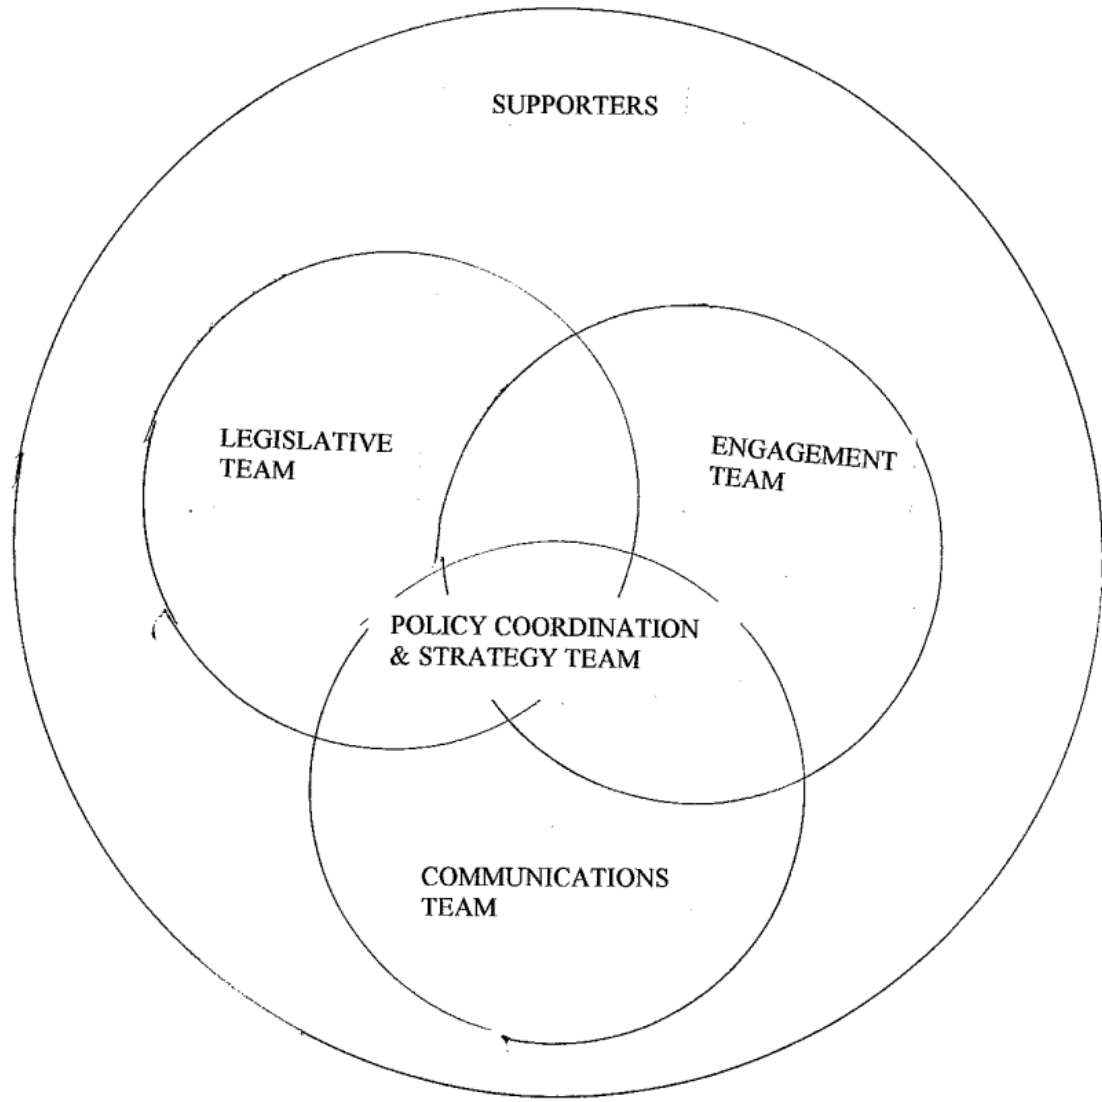 SUPPORTERS
LEGISLATIVE
TEAM
ENGAGEMENT
TEAM
POLICY COORDINATION
& STRATEGY TEAM
COMMUNICATIONS
TEAM